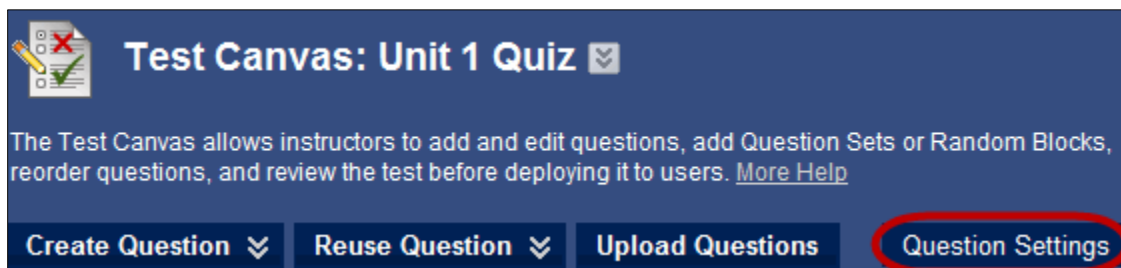 Test Canvas: Unit 1 Quiz
The Test Canvas allows instructors to add and edit questions, add Question Sets or Random Blocks,
reorder questions, and review the test before deploying it to users. More Help
Create Question Reuse Question Upload Questions Question Settings